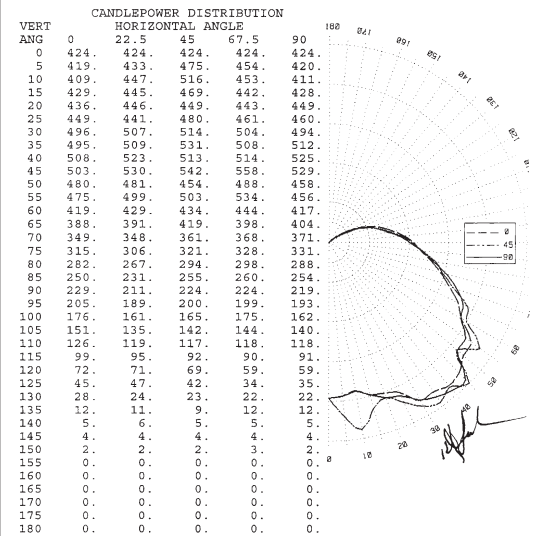 CANDLEPOWER DISTRIBUTION
VERT HORIZONTAL ANGLE
ANG 0 22.5 45 67.5 90
0 424. 424. 424. 424. 424.
5 419. 433. 475. 454. 420.
10 409. 447. 516. 453. 411.
15 429. 445. 469. 442. 428.
20 436. 446. 449. 443. 449.
25 449. 441. 480. 461. 460.
30 496. 507. 514. 504. 494.
35 495. 509. 531. 508. 512.
40 508. 523. 513. 514. 525.
45 503. 530. 542. 558. 529.
50 480. 481. 454. 488. 458.
55 475. 499. 503. 534. 456.
60 419. 429. 434. 444. 417.
65 388. 391. 419. 398. 404.
70 349. 348. 361. 368. 371.
75 315. 306. 321. 328. 331.
80 282. 267. 294. 298. 288.
85 250. 231. 255. 260. 254.
90 229. 211. 224. 224. 219.
95 205. 189. 200. 199. 193.
100 176. 161. 165. 175. 162.
105 151. 135. 142. 144. 140.
110 126. 119. 117. 118. 118.
115 99. 95. 92. 90. 91.
120 72. 71. 69. 59. 59.
125 45. 47. 42. 34. 35.
130 28. 24. 23. 22. 22.
135 12. 11. 9. 12. 12.
140 5. 6. 5. 5. 5.
145 4. 4. 4. 4. 4.
150 2. 2. 2. 3. 2.
155 0. 0. 0. 0. 0.
160 0. 0. 0. 0. 0.
165 0. 0. 0. 0. 0.
170 0. 0. 0. 0. 0.
175 0. 0. 0. 0. 0.
180 0. 0. 0. 0. 0.
180
170
160
150
140
130
120
0
45
90
60
50
40
30
20
10
0